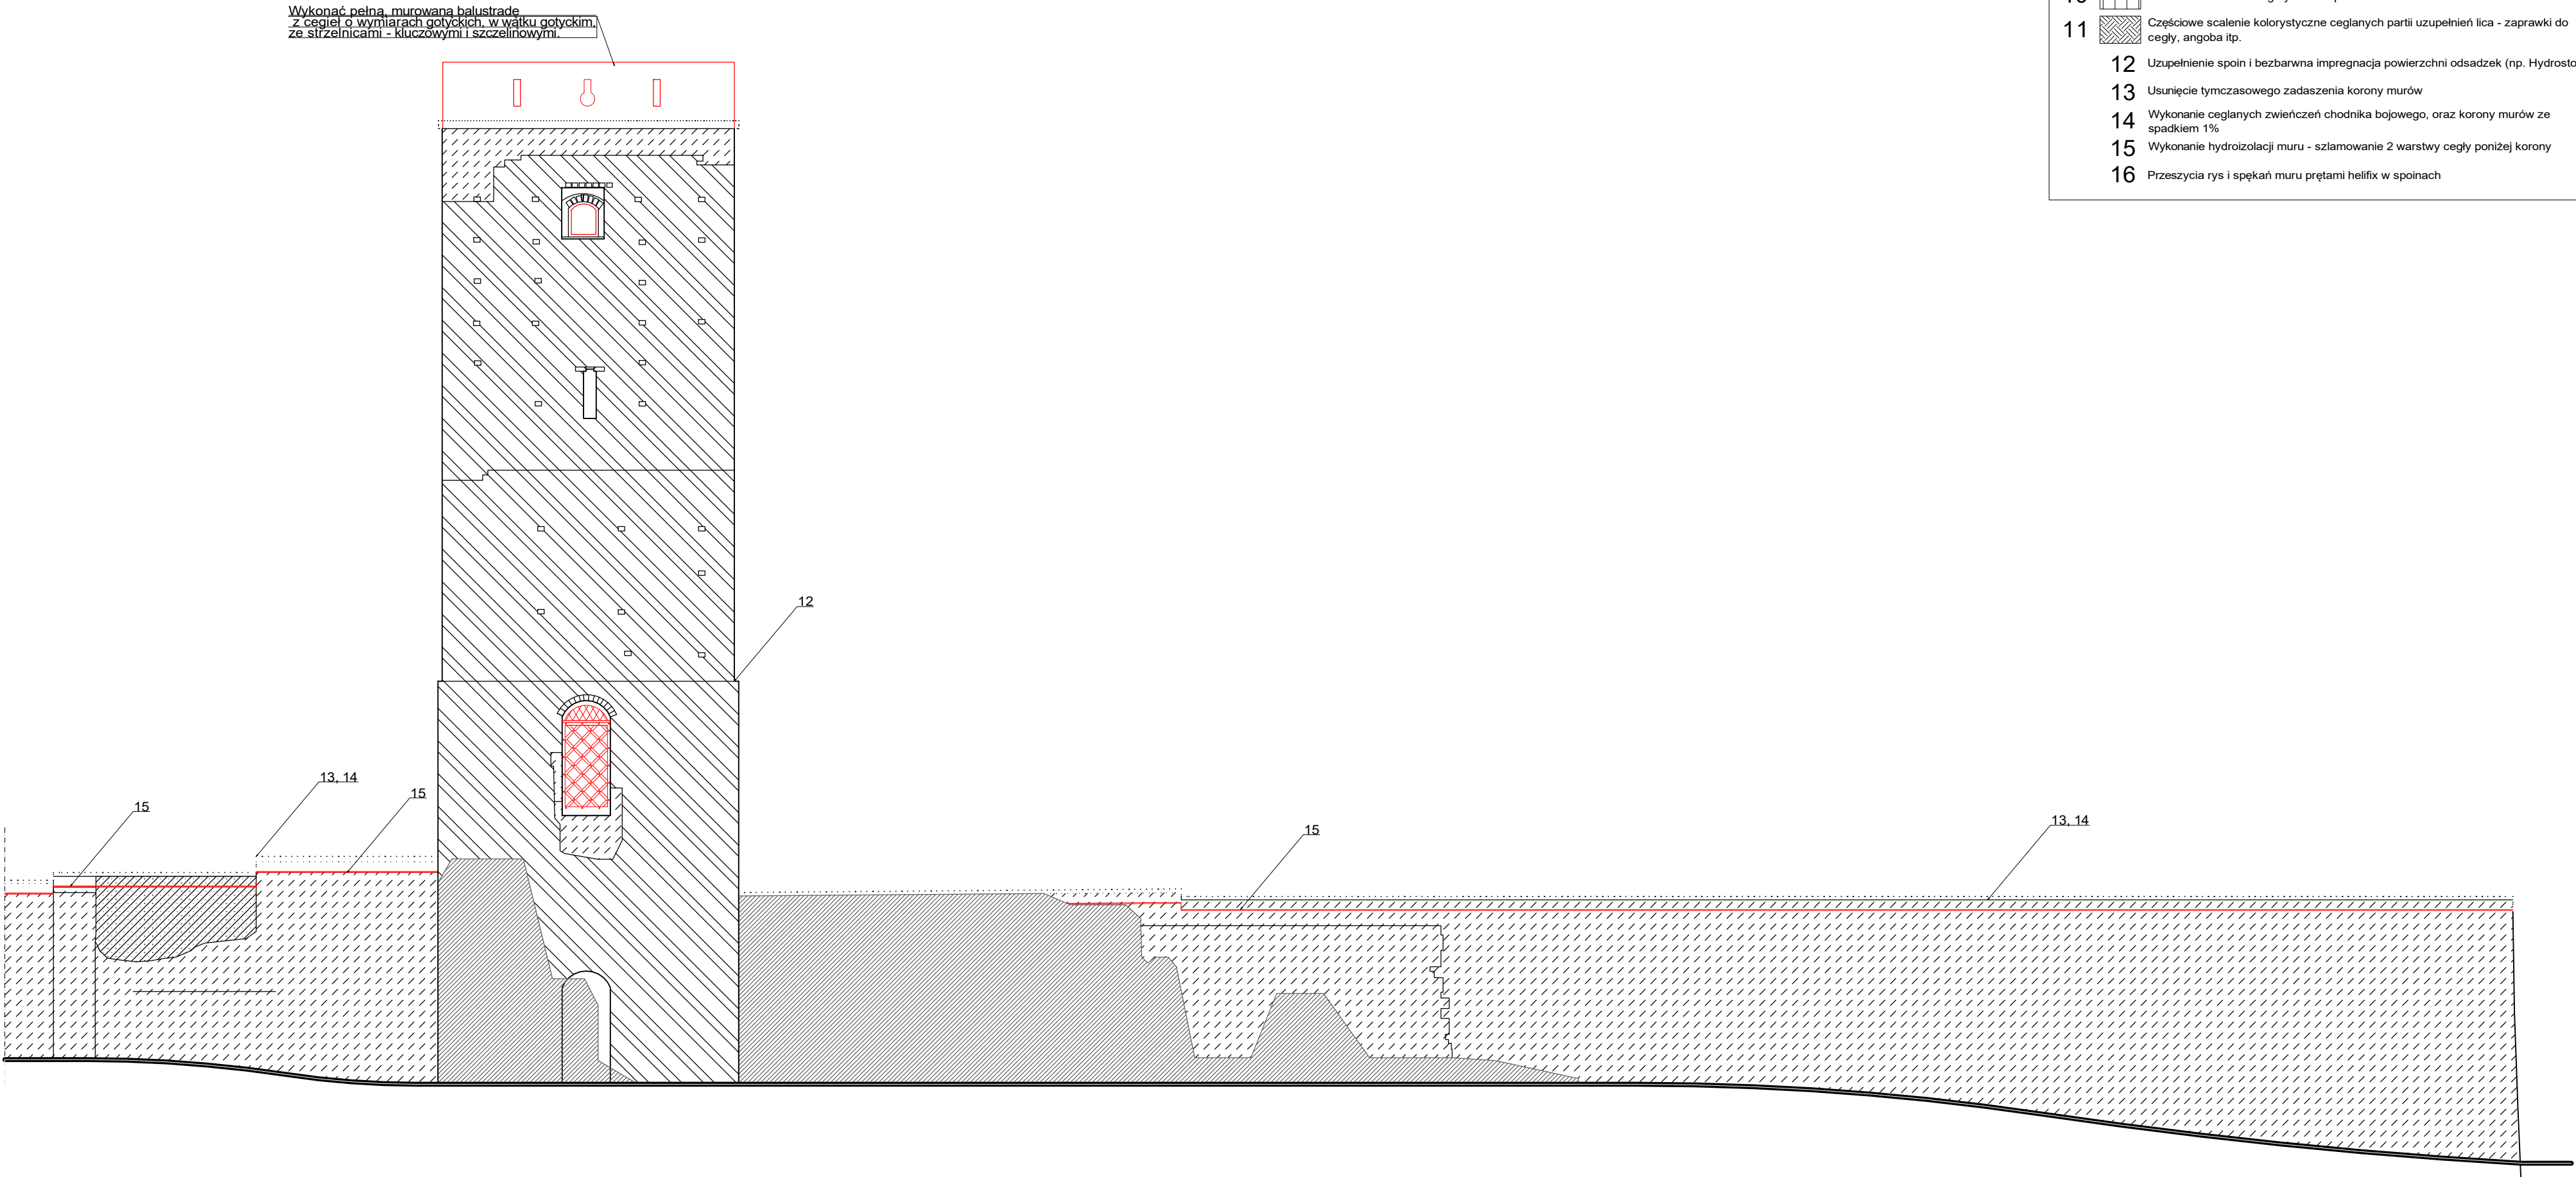 Wykonać pełną, murowaną balustradę
z cegieł o wymiarach gotyckich, w wątku gotyckim,
ze strzelnicami - kluczowymi i szczelinowymi.
11 Częściowe scalenie kolorystyczne ceglanych partii uzupełnień lica - zaprawki do
cegły, angoba itp.
12 Uzupełnienie spoin i bezbarwna impregnacja powierzchni odsadzek (np. Hydrosto
13 Usunięcie tymczasowego zadaszenia korony murów
14 Wykonanie ceglanych zwieńczeń chodnika bojowego, oraz korony murów ze
spadkiem 1%
15 Wykonanie hydroizolacji muru - szlamowanie 2 warstwy cegły poniżej korony
16 Przeszycia rys i spękań muru prętami helifix w spoinach
12
13, 14
15
15
15
13, 14